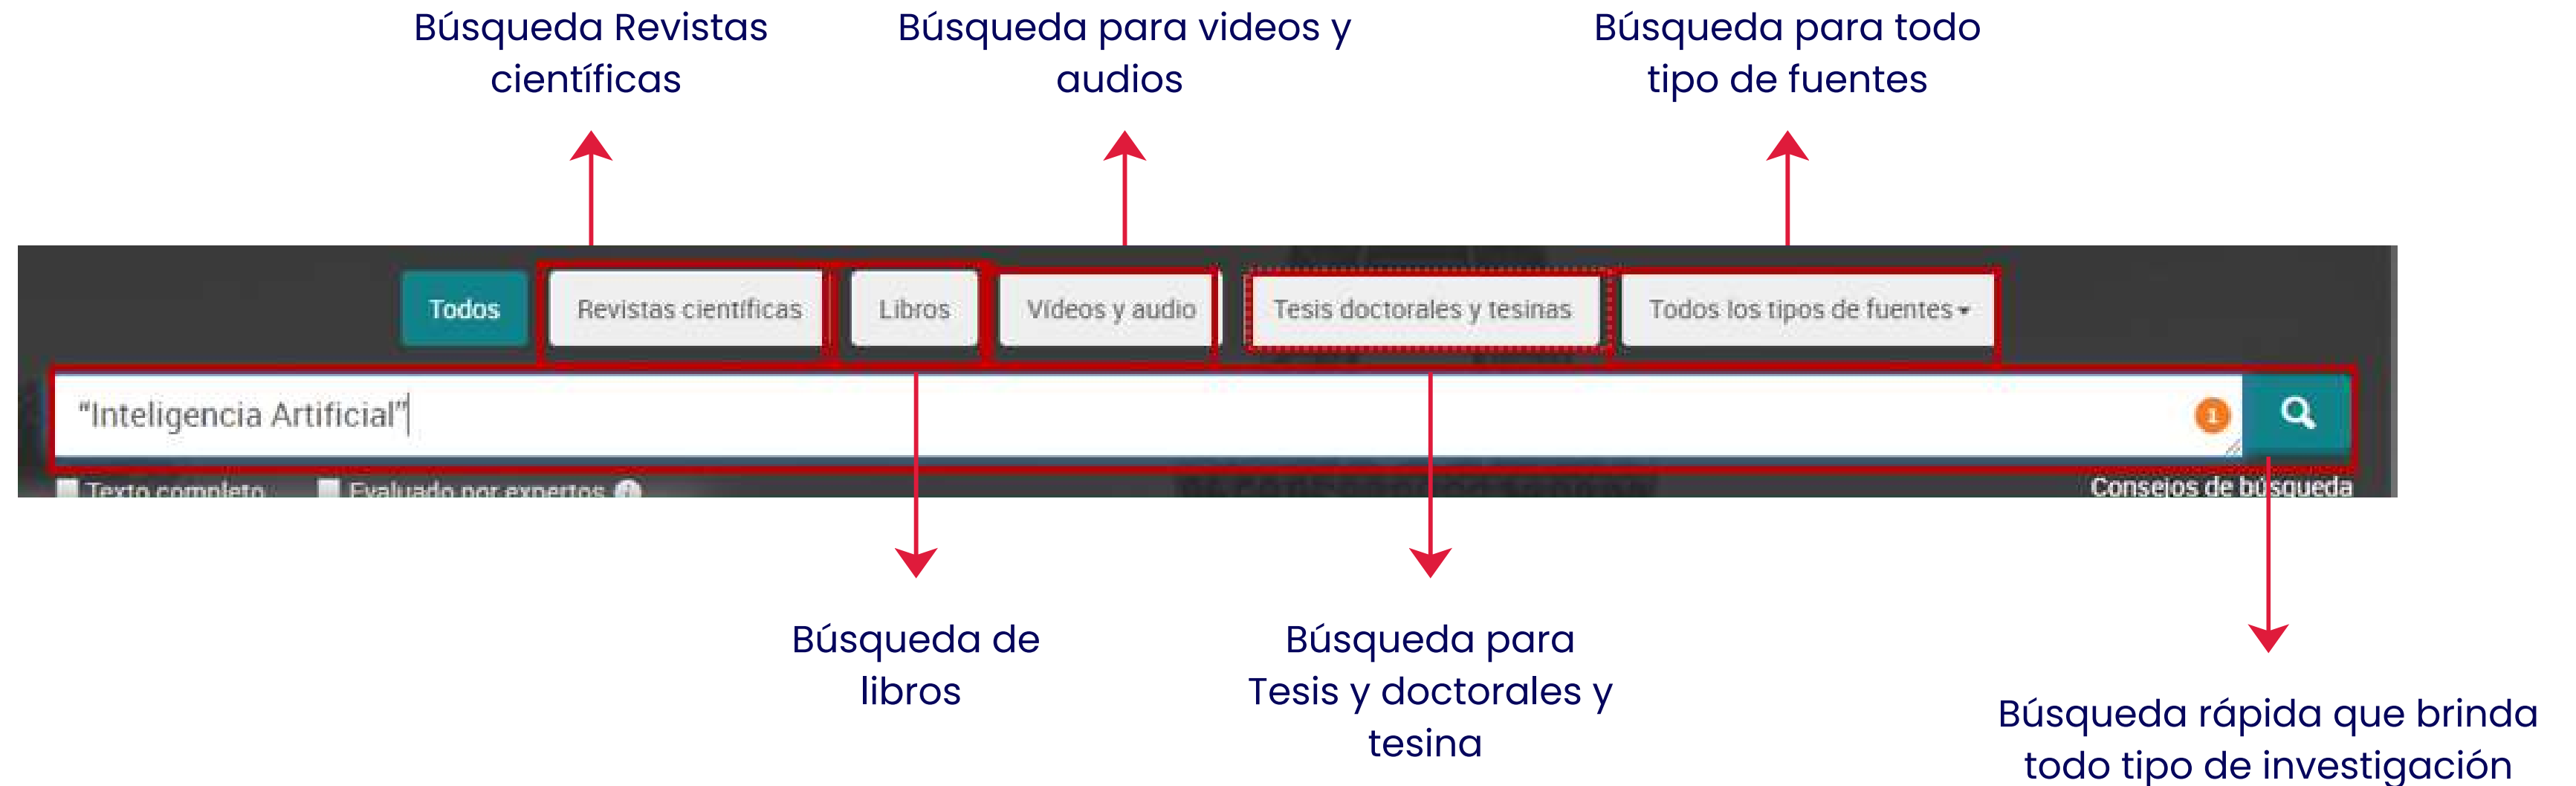 Búsqueda Revistas
científicas
Búsqueda para videos y
audios
Búsqueda para todo
tipo de fuentes
Todos
Revistas científicas
Libros
Vídeos y audio
Tesis doctorales y tesinas
Todos los tipos de fuentes
“Inteligencia Artificial”
1
Texto completo
Evaluado por expertos
Consejos de búsqueda
Búsqueda de
libros
Búsqueda para
Tesis y doctorales y
tesina
Búsqueda rápida que brinda
todo tipo de investigación